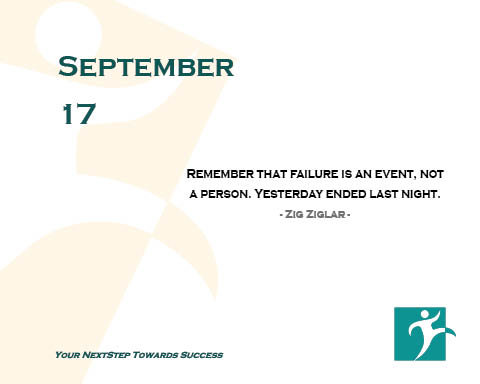 September
17
Remember that failure is an event, not
a person. Yesterday ended last night.
- Zig Ziglar -
Your NextStep Towards Success